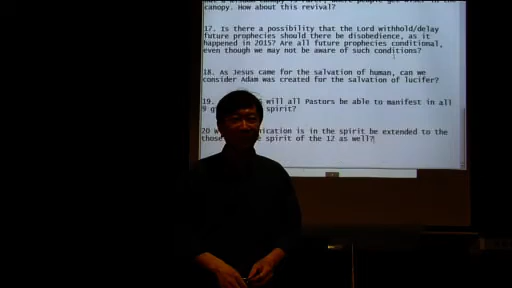 canopy. How about this revival?
17. Is there a possibility that the Lord withhold/delay
future prophecies should there be disobedience, as it
happened in 2015? Are all future prophecies conditional,
even though we may not be aware of such conditions?
18. As Jesus came for the salvation of human, can we
consider Adam was created for the salvation of lucifer?
19. will all Pastors be able to manifest in all
9 spirit?
20 nication is in the spirit be extended to the
those spirit of the 12 as well?